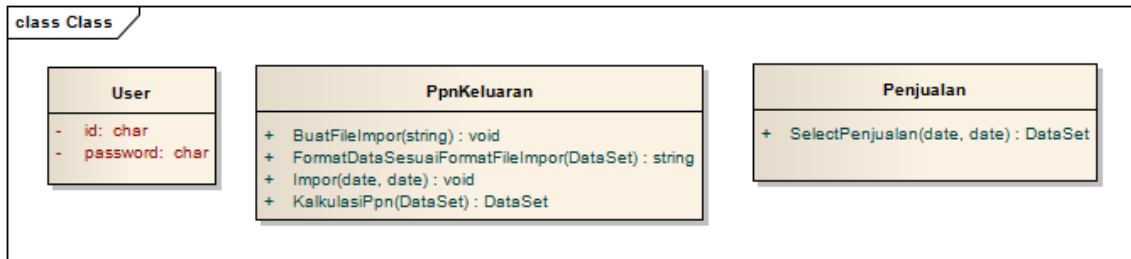 class Class
User
- id: char
- password: char
PpnKeluaran
+ BuatFileImpor(string) : void
+ FormatDataSesuaiFormatFileImpor(DataSet) : string
+ Impor(date, date) : void
+ KalkulasiPpn(DataSet) : DataSet
Penjualan
+ SelectPenjualan(date, date) : DataSet